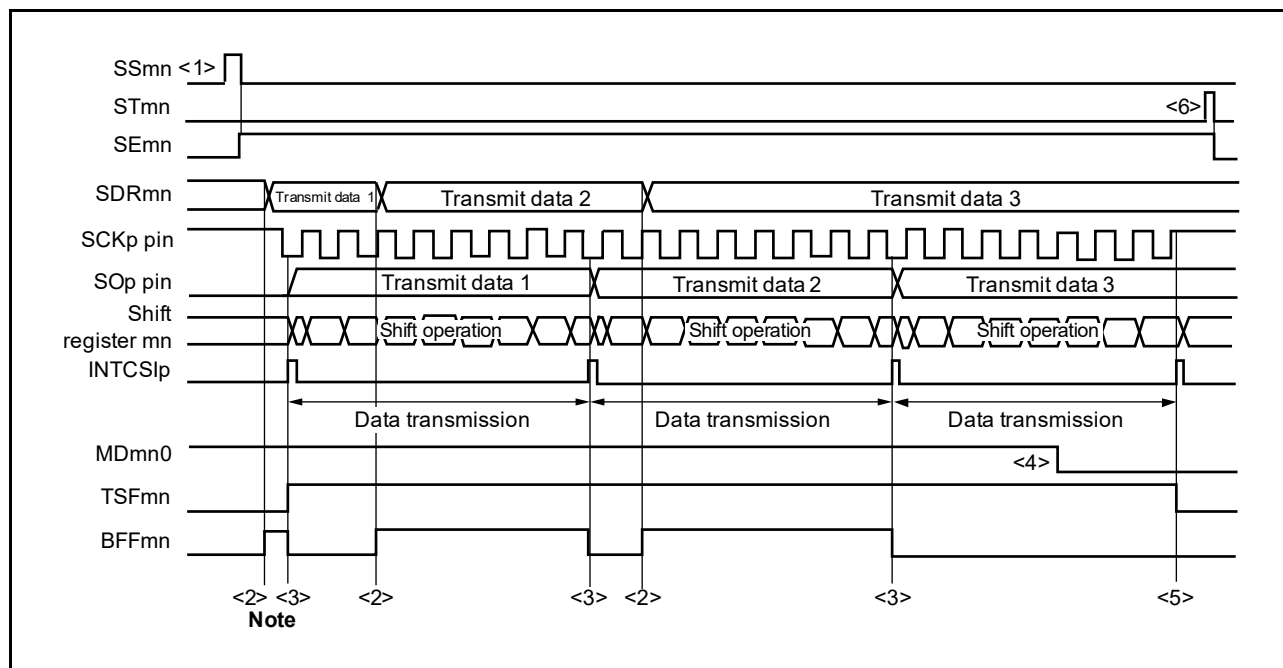 SSmn <1>
STmn <6>
SEmn
SDRmn Transmit data 1 Transmit data 2 Transmit data 3
SCKp pin
SOp pin Transmit data 1 Transmit data 2 Transmit data 3
Shift
register mn Shift operation Shift operation Shift operation
INTCSIp
Data transmission Data transmission Data transmission
MDmn0 <4>
TSFmn
BFFmn
<2> <3> <2> <3> <2> <3> <5>
Note